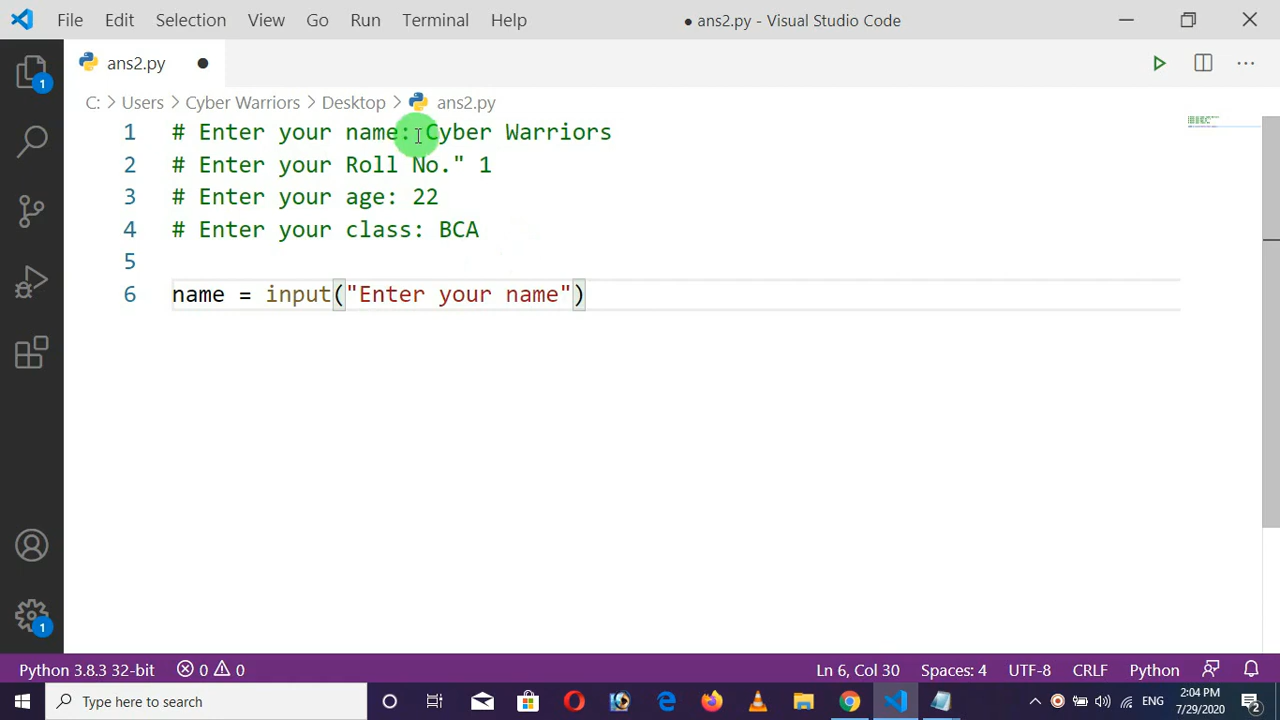 File Edit Selection View Go Run Terminal Help
● ans2.py - Visual Studio Code
1
ans2.py ●
C: > Users > Cyber Warriors > Desktop > ans2.py
1 # Enter your name: Cyber Warriors
2 # Enter your Roll No." 1
3 # Enter your age: 22
4 # Enter your class: BCA
5
6 name = input("Enter your name")
1
Python 3.8.3 32-bit 0 0 Ln 6, Col 30 Spaces: 4 UTF-8 CRLF Python
Type here to search
ENG
2:04 PM
7/29/2020
2